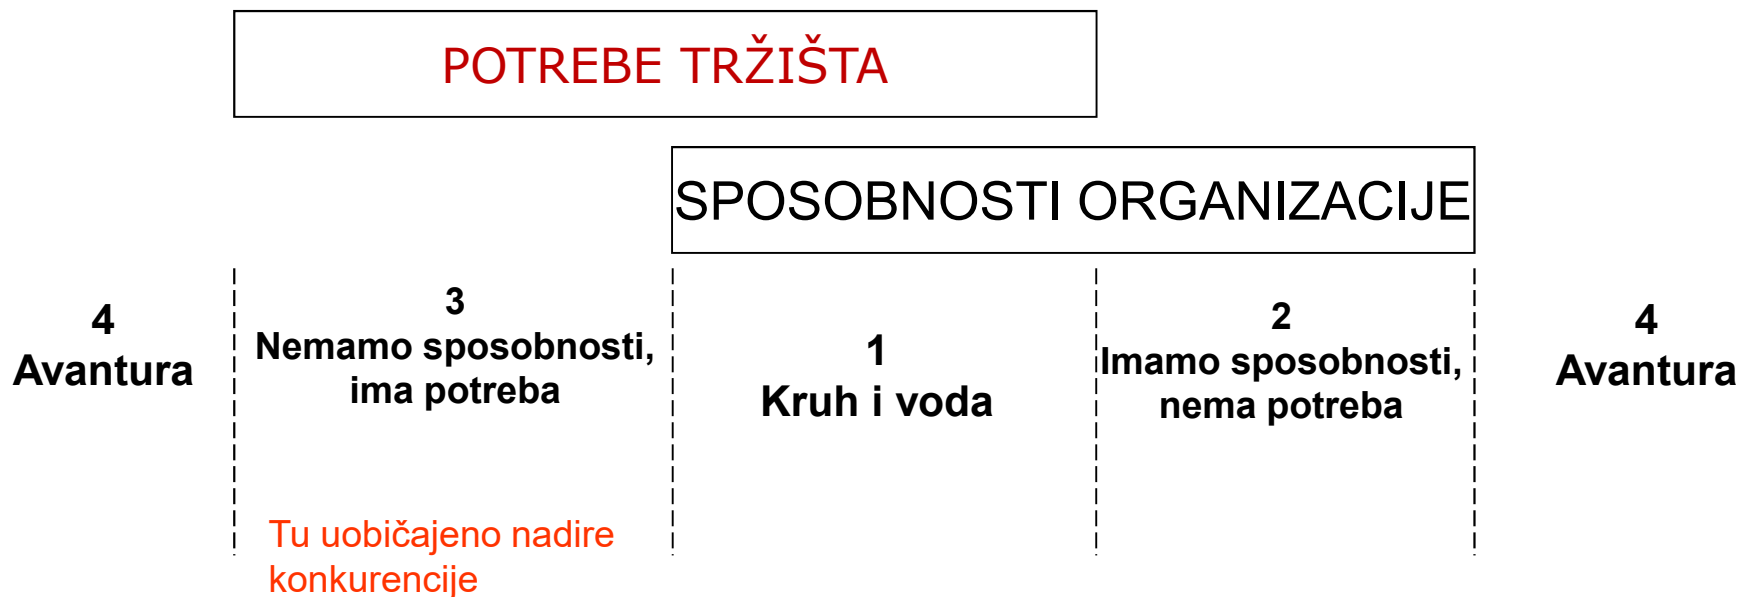 POTREBE TRŽIŠTA
SPOSOBNOSTI ORGANIZACIJE
4
Avantura
3
Nemamo sposobnosti,
ima potreba
1
Kruh i voda
2
Imamo sposobnosti,
nema potreba
4
Avantura
Tu uobičajeno nadire
konkurencije